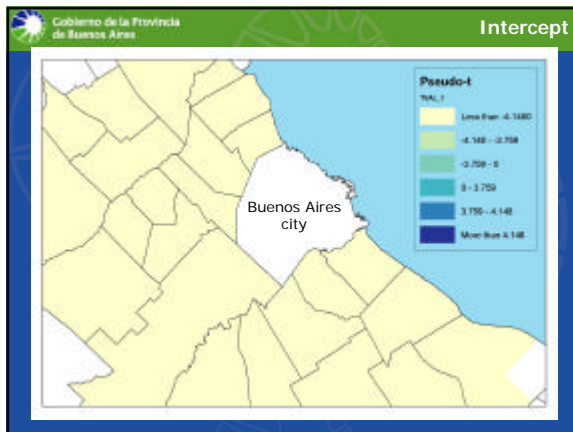 Gobierno de la Provincia
de Buenos Aires
Intercept
Pseudo-t
Less than -4.1480
-4.148 - -3.759
-3.759 - 0
0 - 3.759
3.759 - 4.148
More than 4.148
Buenos Aires
city